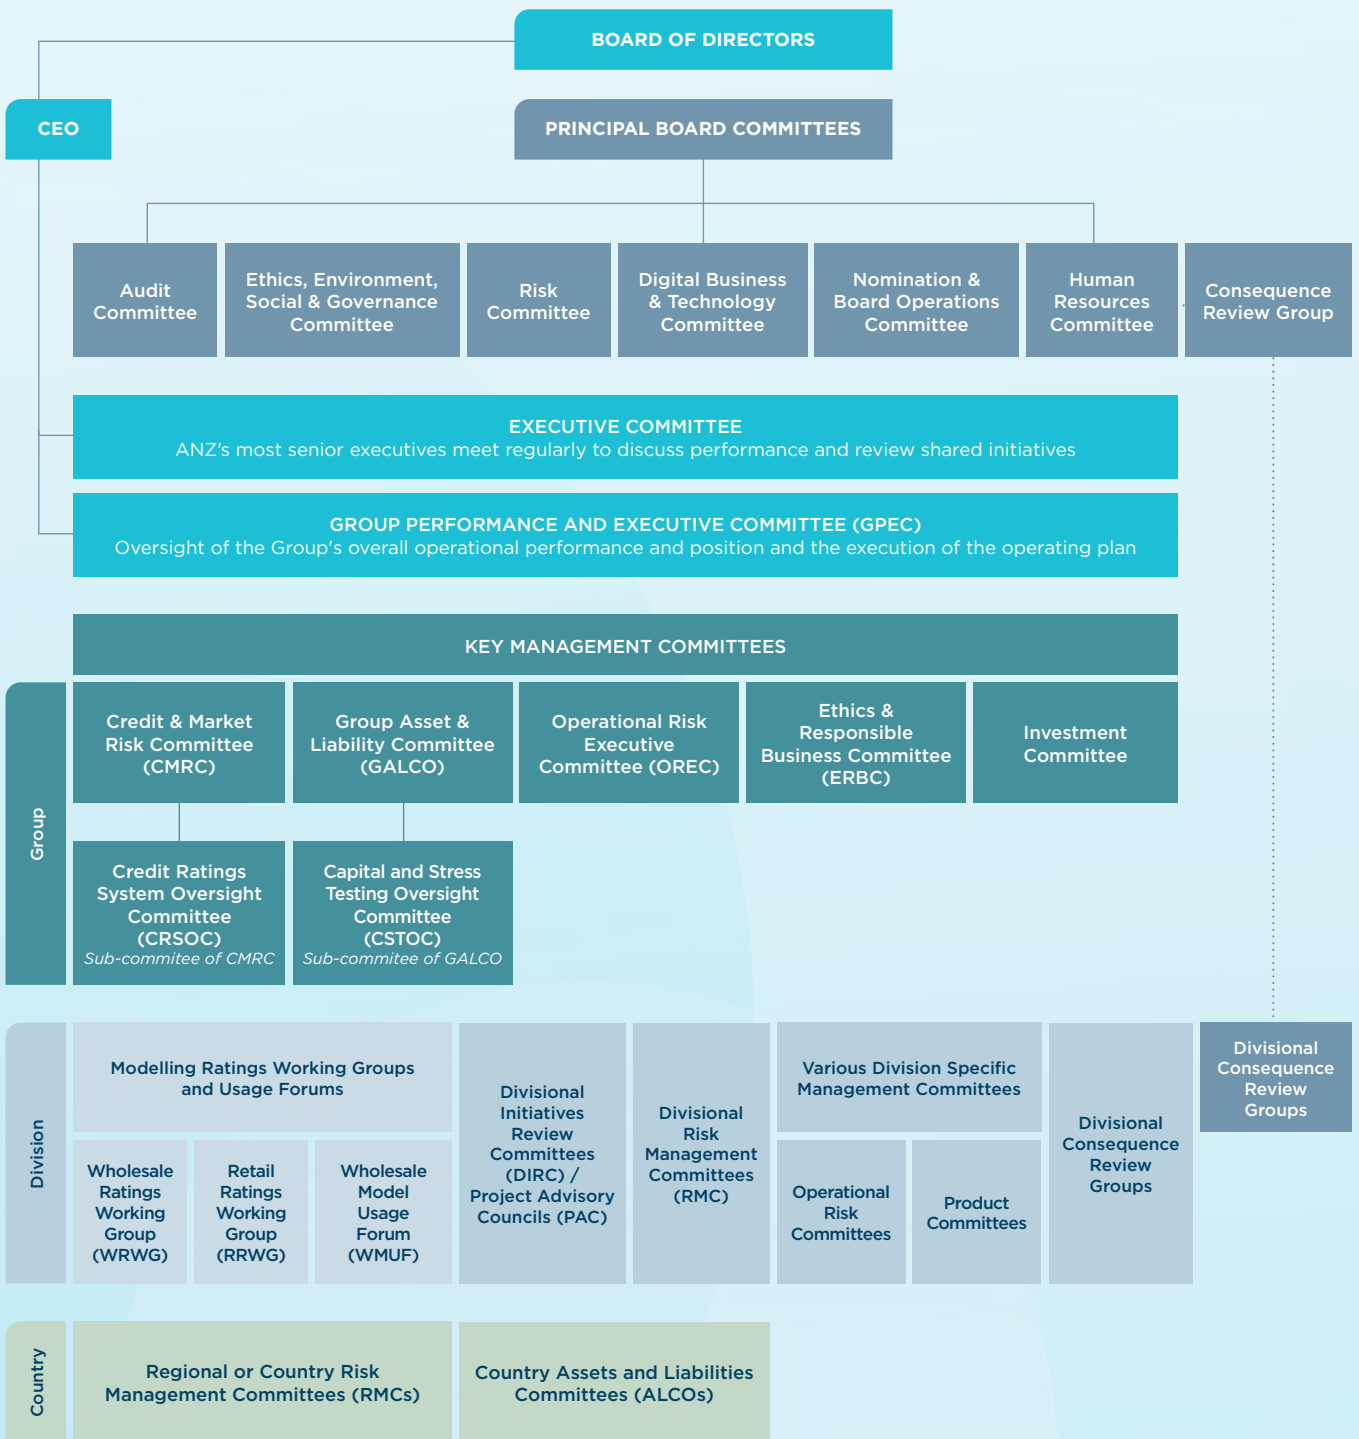 BOARD OF DIRECTORS
CEO
PRINCIPAL BOARD COMMITTEES
Audit
Committee
Ethics, Environment,
Social & Governance
Committee
Risk
Committee
Digital Business
& Technology
Committee
Nomination &
Board Operations
Committee
Human
Resources
Committee
Consequence
Review Group
EXECUTIVE COMMITTEE
ANZ's most senior executives meet regularly to discuss performance and review shared initiatives
GROUP PERFORMANCE AND EXECUTIVE COMMITTEE (GPEC)
Oversight of the Group's overall operational performance and position and the execution of the operating plan
KEY MANAGEMENT COMMITTEES
Group
Credit & Market
Risk Committee
(CMRC)
Group Asset &
Liability Committee
(GALCO)
Operational Risk
Executive
Committee (OREC)
Ethics &
Responsible
Business Committee
(ERBC)
Investment
Committee
Credit Ratings
System Oversight
Committee
(CRSOC)
Sub-commitee of CMRC
Capital and Stress
Testing Oversight
Committee
(CSTOC)
Sub-commitee of GALCO
Division
Modelling Ratings Working Groups
and Usage Forums
Wholesale
Ratings
Working
Group
(WRWG)
Retail
Ratings
Working
Group
(RRWG)
Wholesale
Model
Usage
Forum
(WMUF)
Divisional
Initiatives
Review
Committees
(DIRC) /
Project Advisory
Councils (PAC)
Divisional
Risk
Management
Committees
(RMC)
Various Division Specific
Management Committees
Operational
Risk
Committees
Product
Committees
Divisional
Consequence
Review
Groups
Divisional
Consequence
Review
Groups
Country
Regional or Country Risk
Management Committees (RMCs)
Country Assets and Liabilities
Committees (ALCOs)